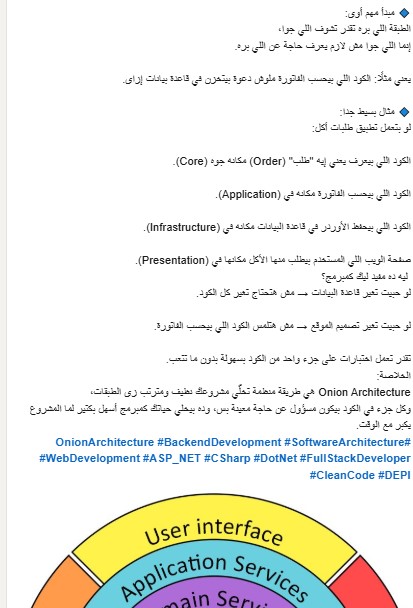 🔷 مبدأ مهم أوى:
الطبقة اللي بره تقدر تشوف اللي جوا،
إنما اللي جوا مش لازم يعرف حاجة عن اللي بره.
يعني مثلًا: الكود اللي بيحسب الفاتورة ملوش دعوة بيتخزن في قاعدة بيانات إزاى.
🔷 مثال بسيط جدا:
لو بتعمل تطبيق طلبات أكل:
الكود اللي بيعرف يعني إيه "طلب" (Order) مكانه جوه (Core).
الكود اللي بيحسب الفاتورة مكانه في (Application).
الكود اللي بيحفظ الأوردر في قاعدة البيانات مكانه في (Infrastructure).
صفحة الويب اللي المستخدم بيطلب منها الأكل مكانها في (Presentation).
ليه ده مفيد ليك كمبرمج؟
لو حبيت تغير قاعدة البيانات → مش هتحتاج تغير كل الكود.
لو حبيت تغير تصميم الموقع → مش هتلمس الكود اللي بيحسب الفاتورة.
تقدر تعمل اختبارات على جزء واحد من الكود بسهولة بدون ما تتعب.
الخلاصة:
Onion Architecture هي طريقة منظمة تخلّي مشروعك نظيف ومترتب زى الطبقات،
وكل جزء في الكود بيكون مسؤول عن حاجة معينة بس، وده بيخلي حياتك كمبرمج أسهل بكتير لما المشروع
يكبر مع الوقت.
#OnionArchitecture #BackendDevelopment #SoftwareArchitecture
#WebDevelopment #ASP_NET #CSharp #DotNet #FullStackDeveloper
#CleanCode #DEPI
User interface
Application Services